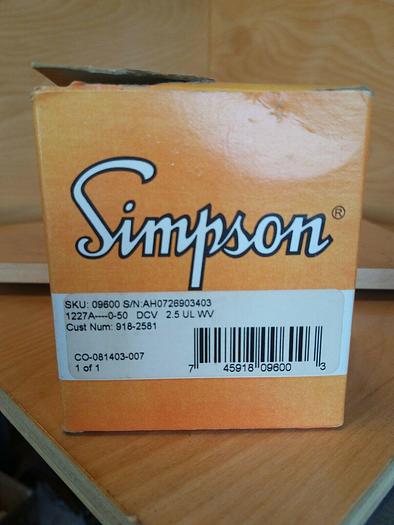 Simpson®
SKU: 09600 S/N:AH0726903403
1227A----0-50 DCV 2.5 UL WV
Cust Num: 918-2581
CO-081403-007
1 of 1
7 45918 09600 3